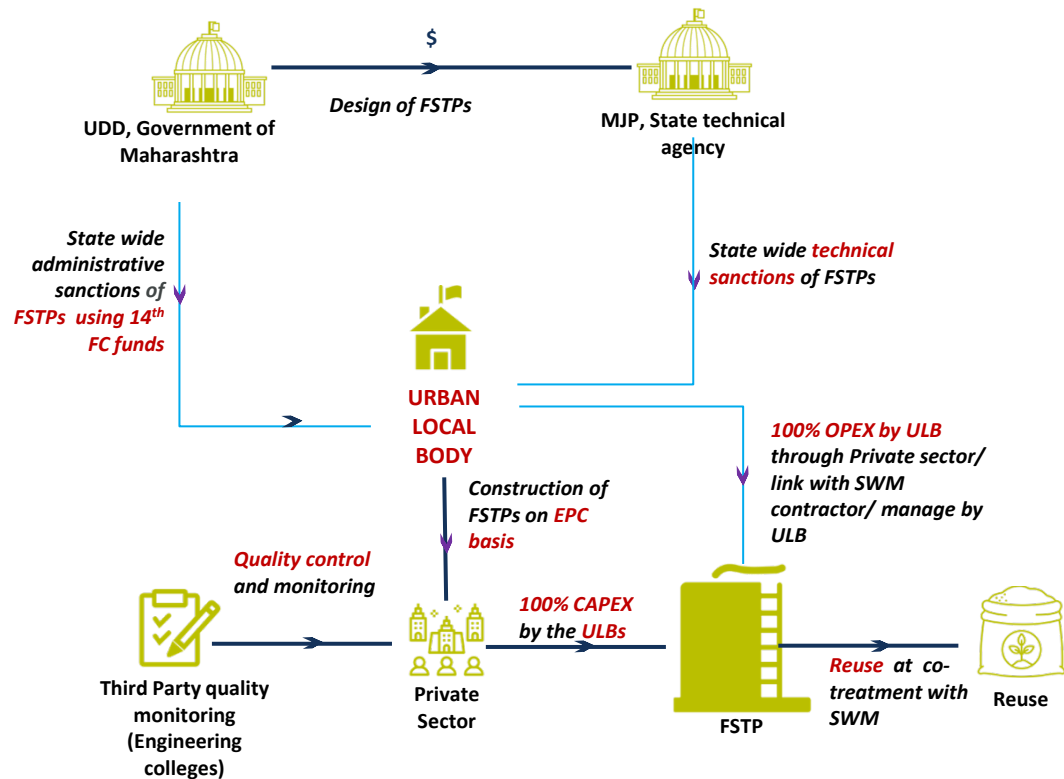 $
Design of FSTPs
UDD, Government of
Maharashtra
MJP, State technical
agency
State wide
administrative
sanctions of
FSTPs using 14th
FC funds
State wide technical
sanctions of FSTPs
URBAN
LOCAL
BODY
100% OPEX by ULB
through Private sector/
link with SWM
contractor/ manage by
ULB
Construction of
FSTPs on EPC
basis
Quality control
and monitoring
100% CAPEX
by the ULBs
Third Party quality
monitoring
(Engineering
colleges)
Private
Sector
FSTP
Reuse at co-
treatment with
SWM
Reuse